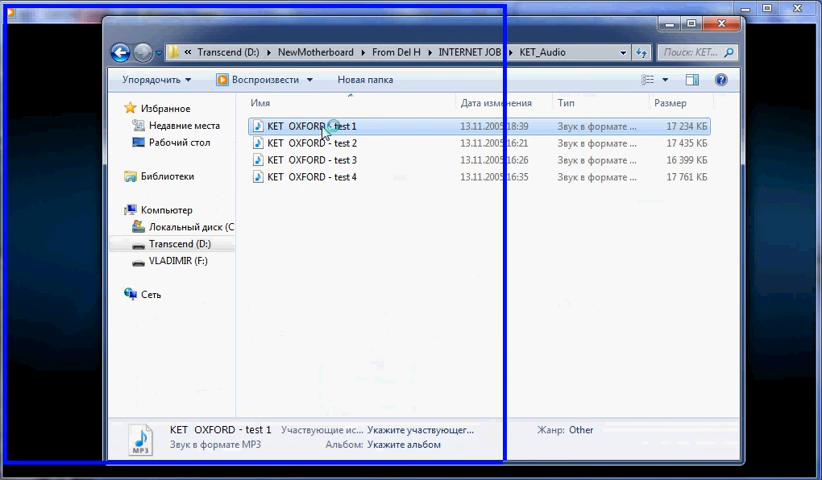 « Transcend (D:) NewMotherboard From Del H INTERNET JOB KET_Audio Поиск: KET...
Упорядочить Воспроизвести Новая папка
Имя Дата изменения Тип Размер
KET OXFORD - test 1 13.11.2005 18:39 Звук в формате ... 17 234 КБ
KET OXFORD - test 2 13.11.2005 16:21 Звук в формате ... 17 435 КБ
KET OXFORD - test 3 13.11.2005 16:26 Звук в формате ... 16 399 КБ
KET OXFORD - test 4 13.11.2005 16:35 Звук в формате ... 17 761 КБ
Избранное
Недавние места
Рабочий стол
Библиотеки
Компьютер
Локальный диск (C
Transcend (D:)
VLADIMIR (F:)
Сеть
KET OXFORD - test 1 Участвующие ис... Укажите участвующег... Жанр: Other
Звук в формате MP3 Альбом: Укажите альбом
MP3